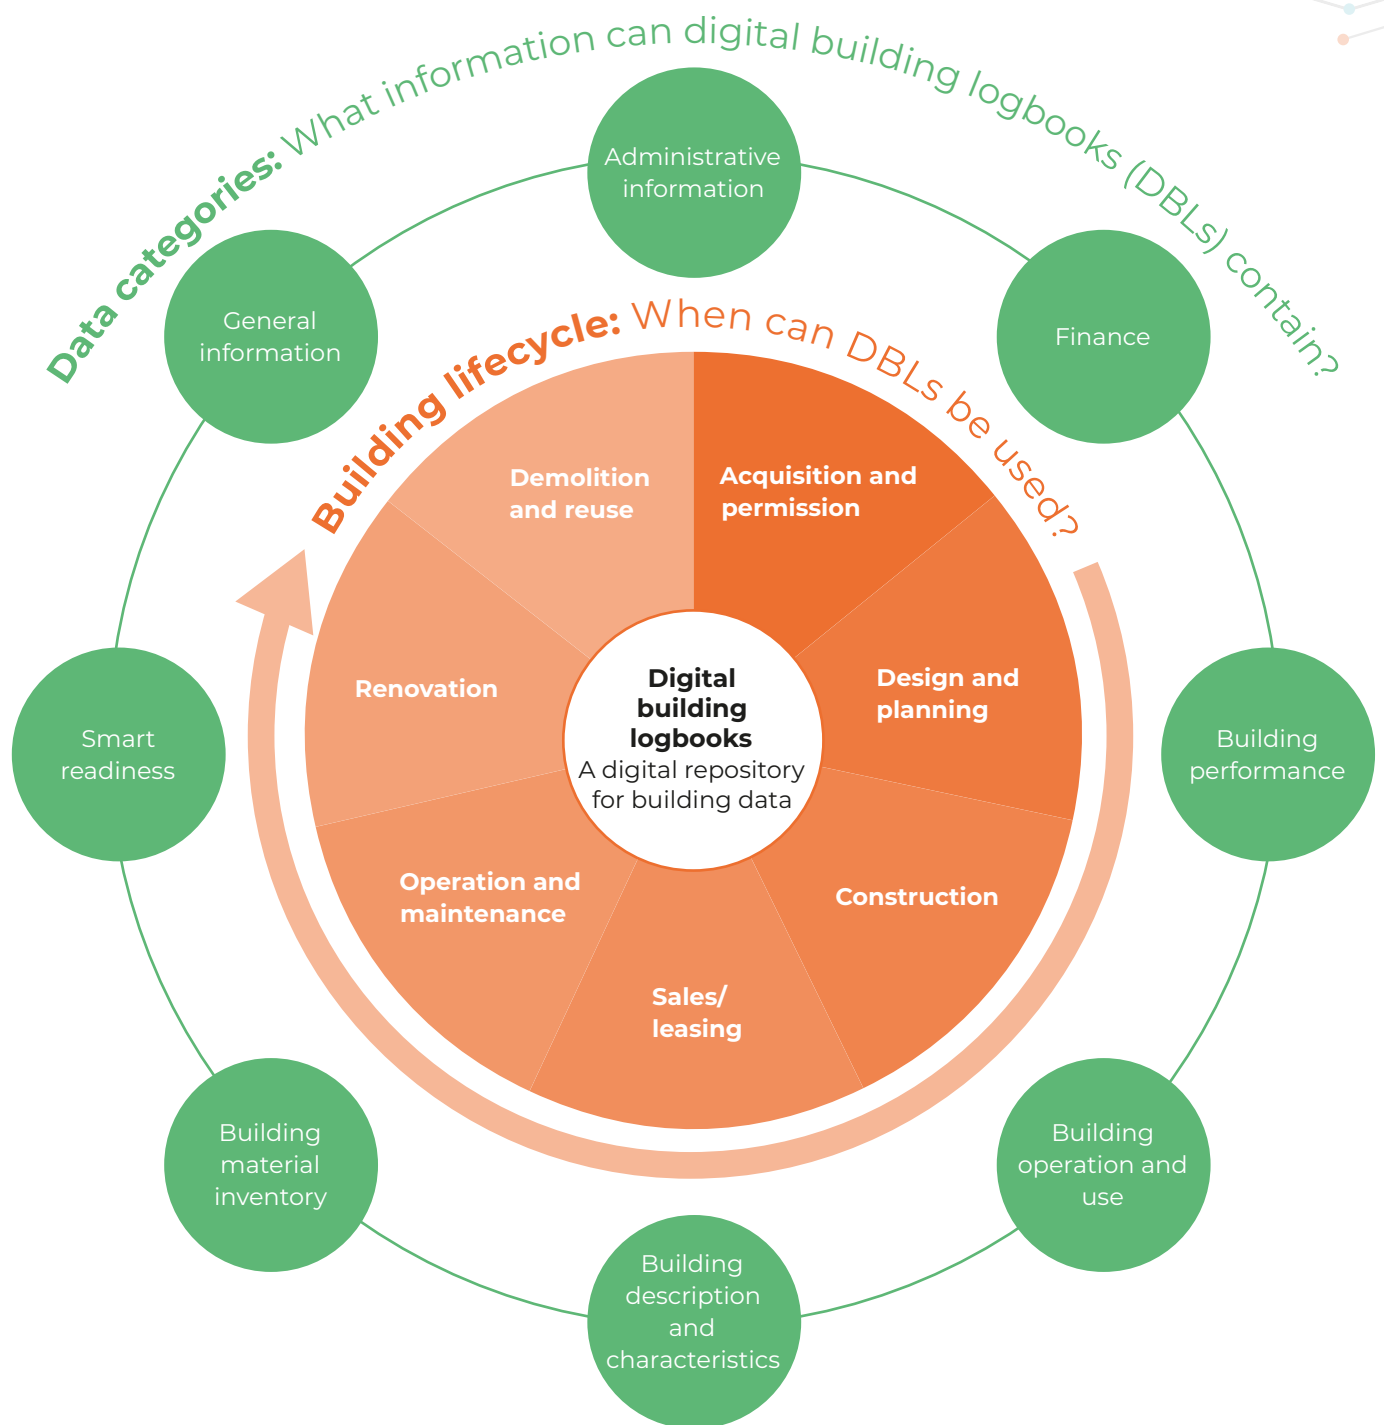 Data categories: What information can digital building logbooks (DBLs) contain?
Administrative
information
Finance
Building
performance
Building
operation and
use
Building
description
and
characteristics
Building
material
inventory
Smart
readiness
General
information
Building lifecycle: When can DBLs be used?
Acquisition and
permission
Design and
planning
Construction
Sales/
leasing
Operation and
maintenance
Renovation
Demolition
and reuse
Digital
building
logbooks
A digital repository
for building data